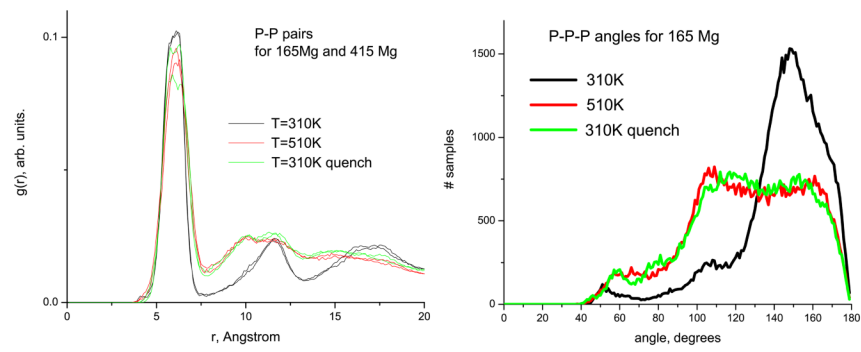 P-P pairs
for 165Mg and 415 Mg
T=310K
T=510K
T=310K quench
g(r), arb. units.
0.1
0.0
0
5
10
15
20
r, Angstrom
P-P-P angles for 165 Mg
310K
510K
310K quench
# samples
1500
1000
750
500
250
0
0
20
40
60
80
100
120
140
160
180
angle, degrees